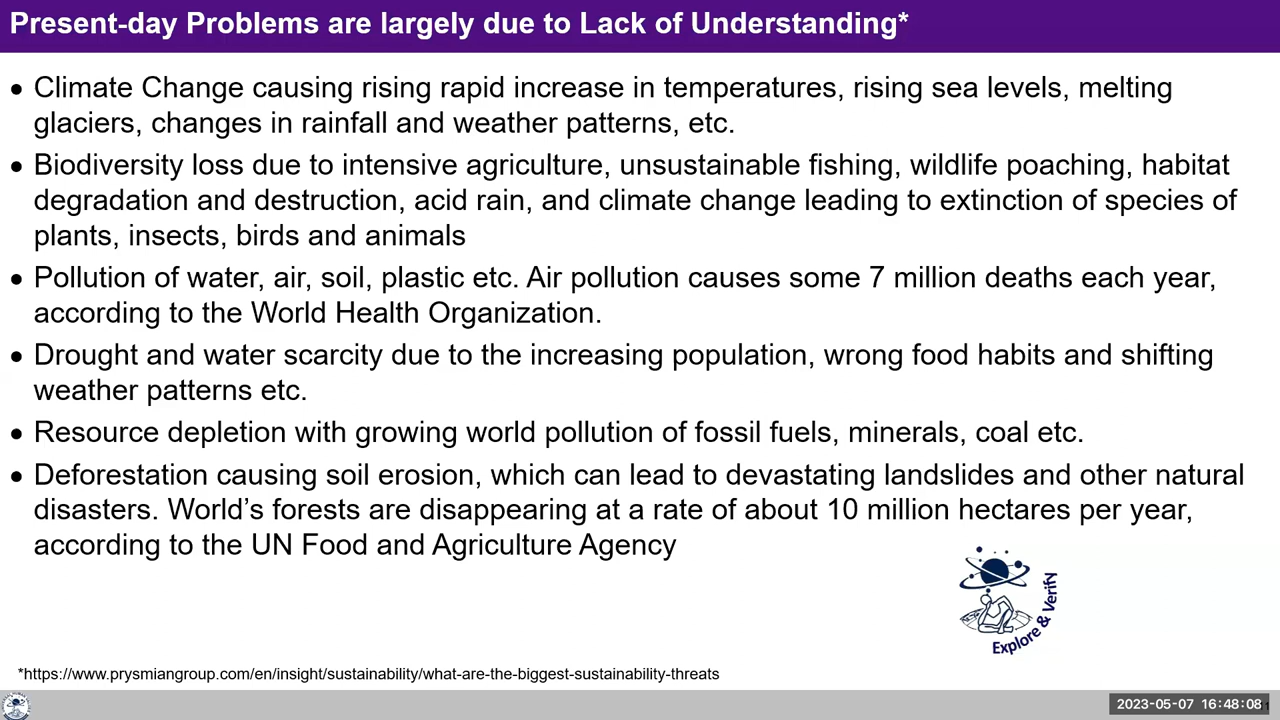 Present-day Problems are largely due to Lack of Understanding*
• Climate Change causing rising rapid increase in temperatures, rising sea levels, melting
glaciers, changes in rainfall and weather patterns, etc.
• Biodiversity loss due to intensive agriculture, unsustainable fishing, wildlife poaching, habitat
degradation and destruction, acid rain, and climate change leading to extinction of species of
plants, insects, birds and animals
• Pollution of water, air, soil, plastic etc. Air pollution causes some 7 million deaths each year,
according to the World Health Organization.
• Drought and water scarcity due to the increasing population, wrong food habits and shifting
weather patterns etc.
• Resource depletion with growing world pollution of fossil fuels, minerals, coal etc.
• Deforestation causing soil erosion, which can lead to devastating landslides and other natural
disasters. World’s forests are disappearing at a rate of about 10 million hectares per year,
according to the UN Food and Agriculture Agency
Explore & Verify
*https://www.prysmiangroup.com/en/insight/sustainability/what-are-the-biggest-sustainability-threats
2023-05-07 16:48:08